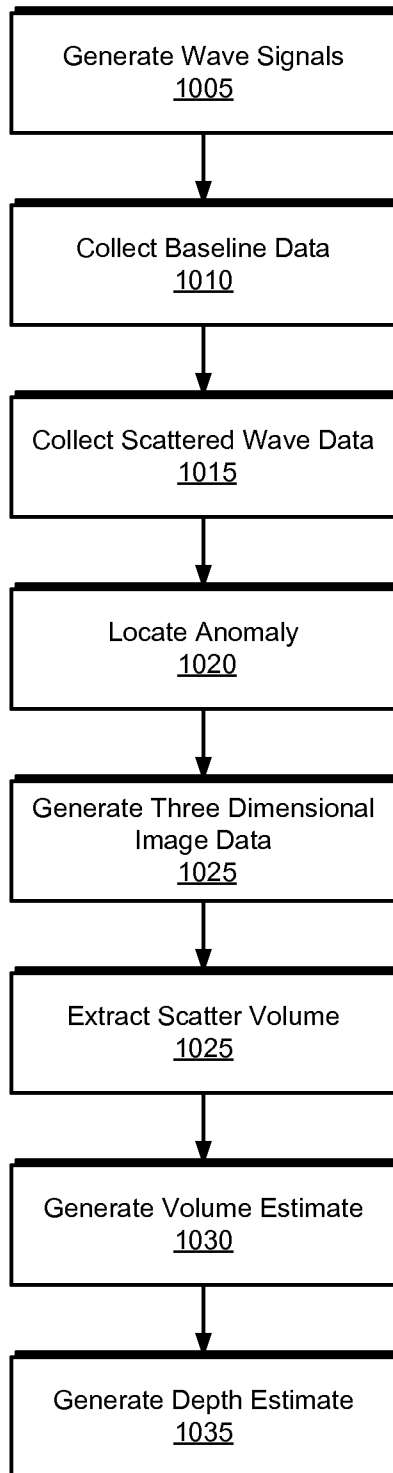 Generate Wave Signals
1005
Collect Baseline Data
1010
Collect Scattered Wave Data
1015
Locate Anomaly
1020
Generate Three Dimensional
Image Data
1025
Extract Scatter Volume
1025
Generate Volume Estimate
1030
Generate Depth Estimate
1035